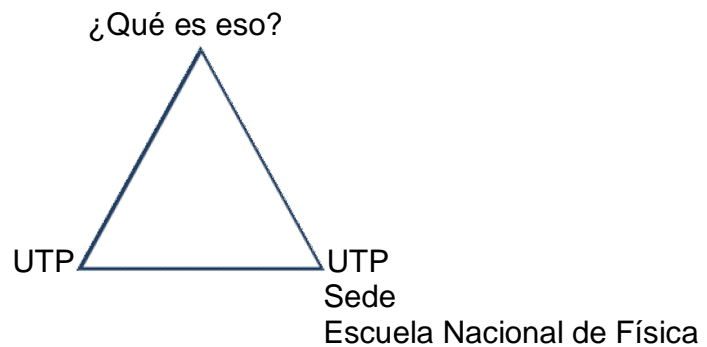 ¿Qué es eso?
UTP
UTP
Sede
Escuela Nacional de Física